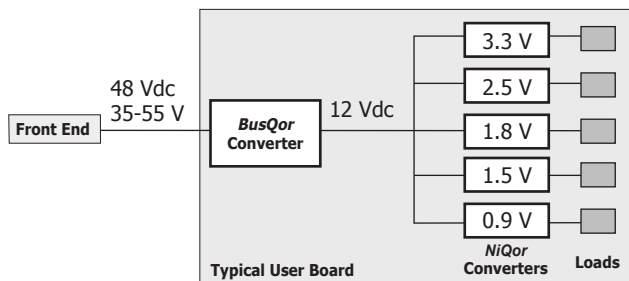 48 Vdc
35-55 V
Front End
BusQor
Converter
12 Vdc
3.3 V
2.5 V
1.8 V
1.5 V
0.9 V
NiQor
Converters
Loads
Typical User Board